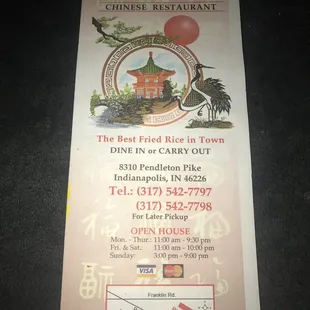 CHINESE RESTAURANT
The Best Fried Rice in Town
DINE IN or CARRY OUT
8310 Pendleton Pike
Indianapolis, IN 46226
Tel.: (317) 542-7797
(317) 542-7798
For Later Pickup
OPEN HOUSE
Mon. - Thur.: 11:00 am - 9:30 pm
Fri. & Sat.: 11:00 am - 10:00 pm
Sunday: 3:00 pm - 9:00 pm
VISA MasterCard
Franklin Rd.